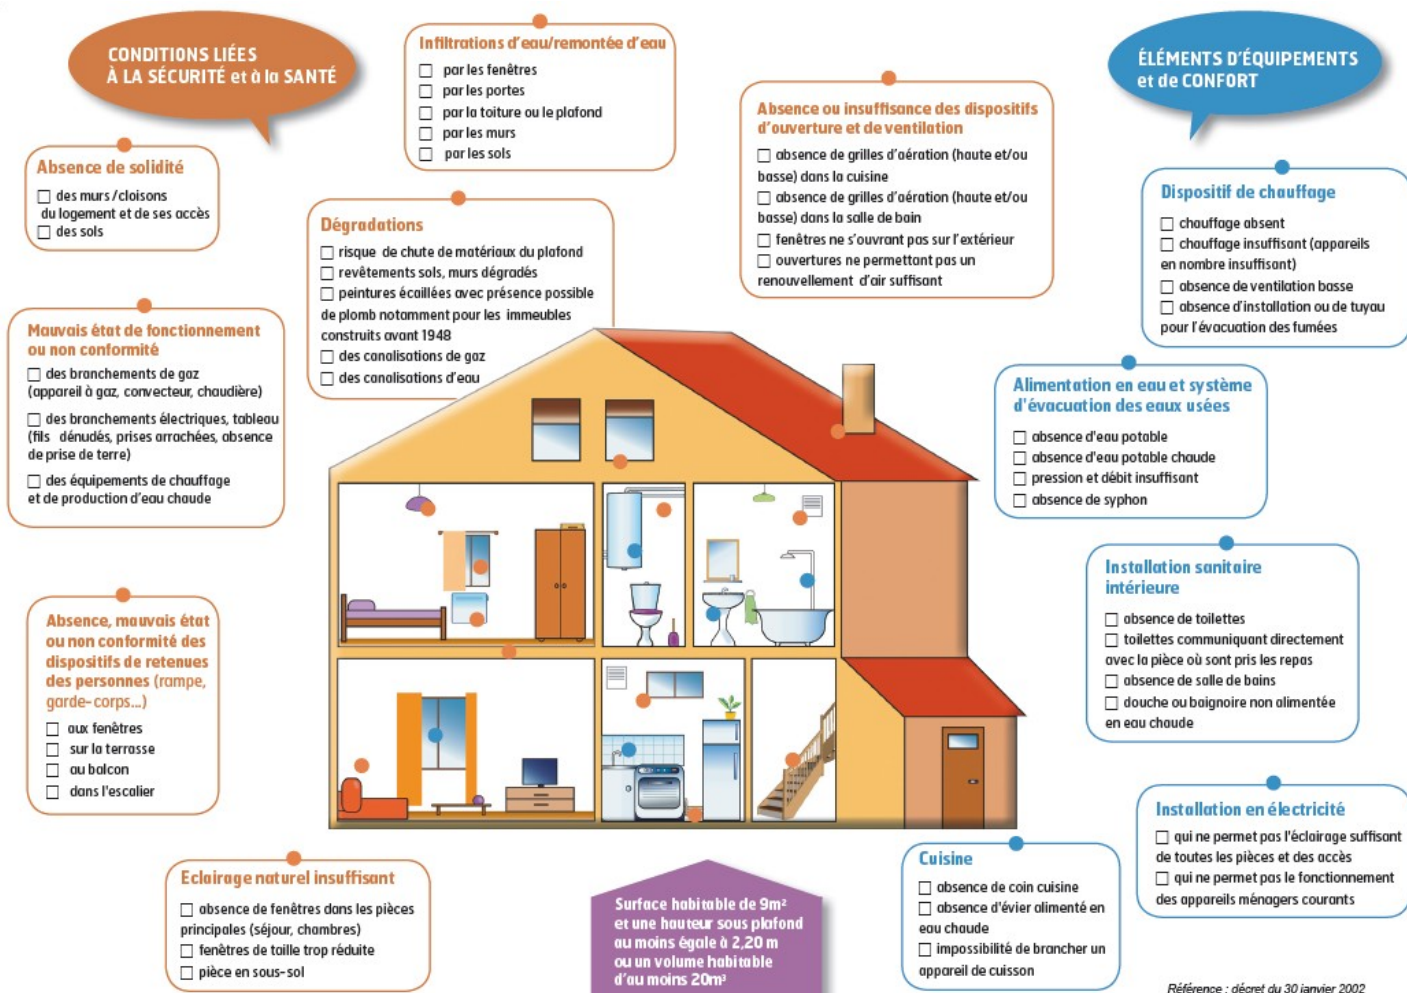 CONDITIONS LIÉES
À LA SÉCURITÉ et à la SANTÉ
Infiltrations d'eau/remontée d'eau
☐ par les fenêtres
☐ par les portes
☐ par la toiture ou le plafond
☐ par les murs
☐ par les sols
Absence ou insuffisance des dispositifs
d'ouverture et de ventilation
☐ absence de grilles d'aération (haute et/ou
basse) dans la cuisine
☐ absence de grilles d'aération (haute et/ou
basse) dans la salle de bain
☐ fenêtres ne s'ouvrant pas sur l'extérieur
☐ ouvertures ne permettant pas un
renouvellement d'air suffisant
ÉLÉMENTS D'ÉQUIPEMENTS
et de CONFORT
Absence de solidité
☐ des murs/cloisons
du logement et de ses accès
☐ des sols
Dégradations
☐ risque de chute de matériaux du plafond
☐ revêtements sols, murs dégradés
☐ peintures écaillées avec présence possible
de plomb notamment pour les immeubles
construits avant 1948
☐ des canalisations de gaz
☐ des canalisations d'eau
Dispositif de chauffage
☐ chauffage absent
☐ chauffage insuffisant (appareils
en nombre insuffisant)
☐ absence de ventilation basse
☐ absence d'installation ou de tuyau
pour l'évacuation des fumées
Mauvais état de fonctionnement
ou non conformité
☐ des branchements de gaz
(appareil à gaz, convecteur, chaudière)
☐ des branchements électriques, tableau
(fils dénudés, prises arrachées, absence
de prise de terre)
☐ des équipements de chauffage
et de production d'eau chaude
Alimentation en eau et système
d'évacuation des eaux usées
☐ absence d'eau potable
☐ absence d'eau potable chaude
☐ pression et débit insuffisant
☐ absence de syphon
Installation sanitaire
intérieure
☐ absence de toilettes
☐ toilettes communiquant directement
avec la pièce où sont pris les repas
☐ absence de salle de bains
☐ douche ou baignoire non alimentée
en eau chaude
Absence, mauvais état
ou non conformité des
dispositifs de retenues
des personnes (rampe,
garde-corps...)
☐ aux fenêtres
☐ sur la terrasse
☐ au balcon
☐ dans l'escalier
Installation en électricité
☐ qui ne permet pas l'éclairage suffisant
de toutes les pièces et des accès
☐ qui ne permet pas le fonctionnement
des appareils ménagers courants
Eclairage naturel insuffisant
☐ absence de fenêtres dans les pièces
principales (séjour, chambres)
☐ fenêtres de taille trop réduite
☐ pièce en sous-sol
Surface habitable de 9m²
et une hauteur sous plafond
au moins égale à 2,20 m
ou un volume habitable
d'au moins 20m³
Cuisine
☐ absence de coin cuisine
☐ absence d'évier alimenté en
eau chaude
☐ impossibilité de brancher un
appareil de cuisson
Référence : décret du 30 janvier 2002